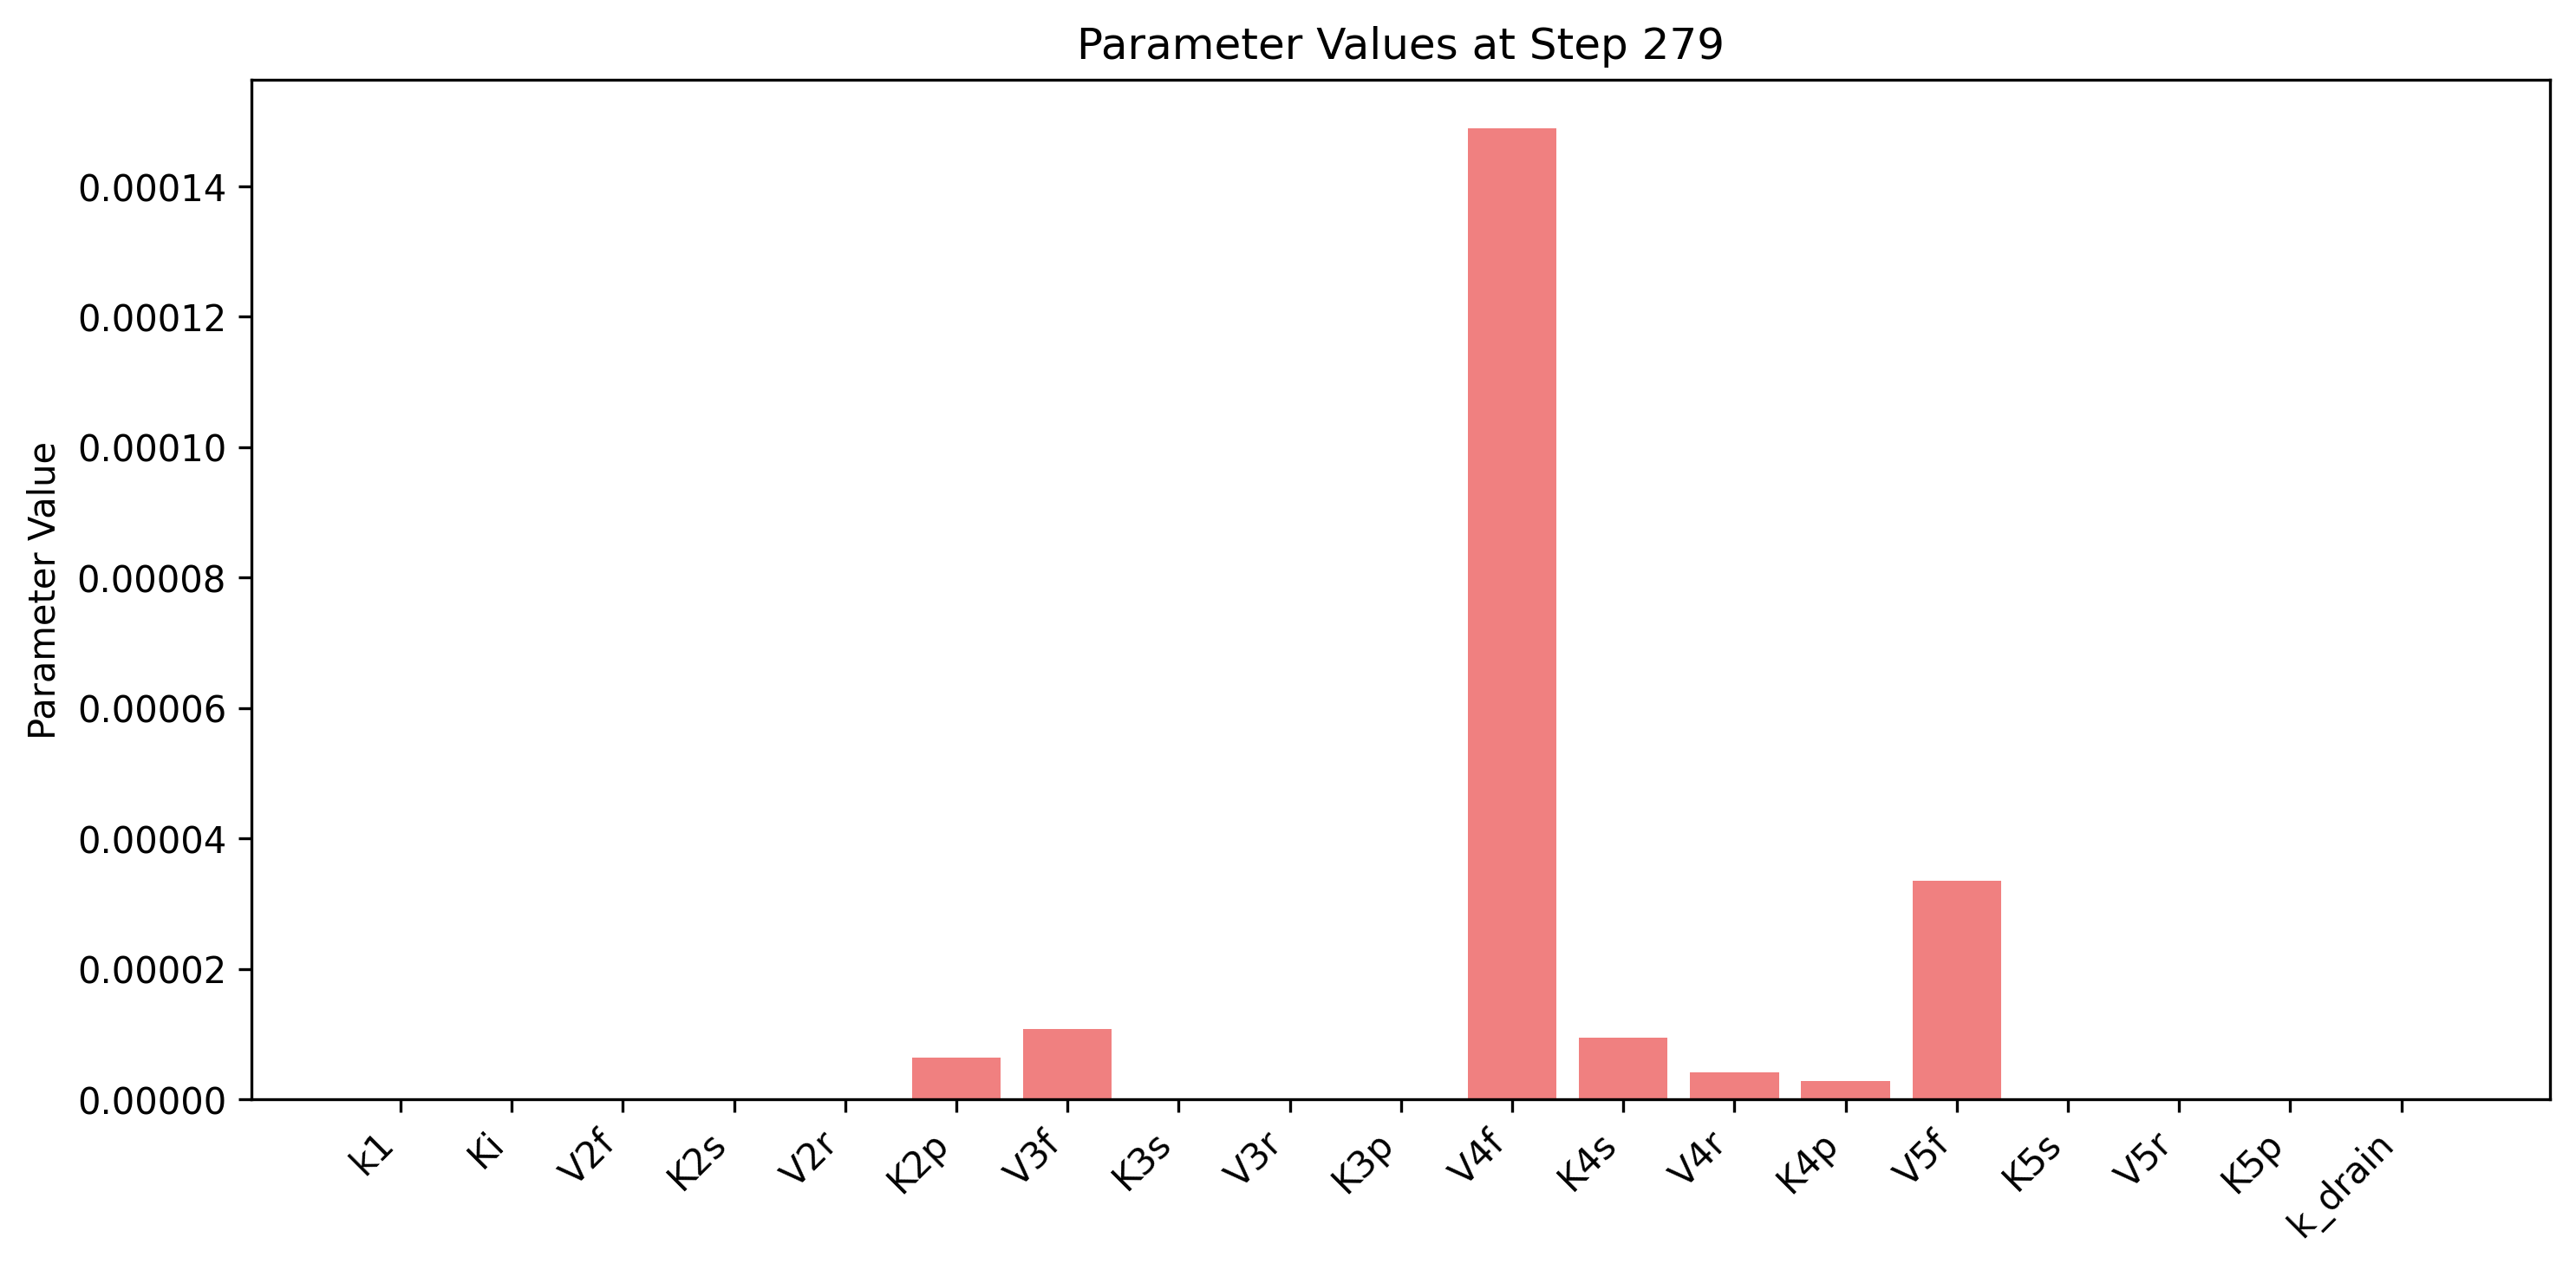 Parameter Values at Step 279
Parameter Value
0.00014
0.00012
0.00010
0.00008
0.00006
0.00004
0.00002
0.00000
k1
Ki
V2f
K2s
V2r
K2p
V3f
K3s
V3r
K3p
V4f
K4s
V4r
K4p
V5f
K5s
V5r
K5p
k_drain